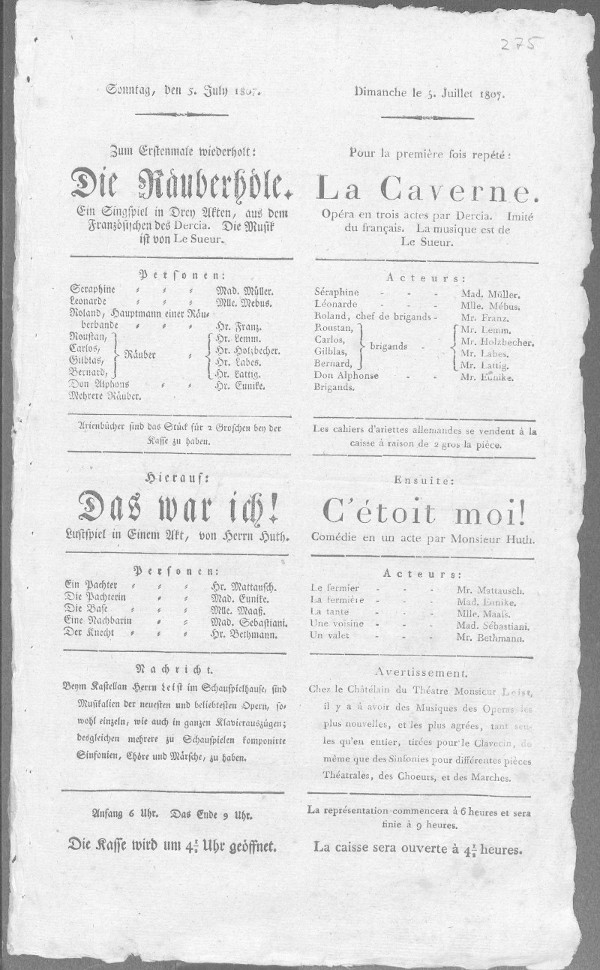 275
Sonntag, den 5. July 1807.
Zum Erstenmale wiederholt:
Die Räuberhöle.
Ein Singspiel in Drey Akten, aus dem
Französischen des Dercia. Die Musik
ist von Le Sueur.
Personen:
Seraphine „ „ „ Mad. Müller.
Leonarde „ „ „ Mlle. Mebus.
Roland, Hauptmann einer Räu-
berbande „ „ „ Hr. Franz.
Roustan, Hr. Lemm.
Carlos, Räuber „ Hr. Holzbecher.
Gilblas, Hr. Labes.
Bernard, Hr. Lattig.
Don Alphons „ „ Hr. Eunike.
Mehrere Räuber.
Arienbücher sind das Stück für 2 Groschen bey der
Kasse zu haben.
Hierauf:
Das war ich!
Lustspiel in Einem Akt, von Herrn Huth.
Personen:
Ein Pachter „ „ „ Hr. Mattausch.
Die Pachterin „ „ „ Mad. Eunike.
Die Base „ „ „ Mlle. Maaß.
Eine Nachbarin „ „ Mad. Sebastiani.
Der Knecht „ „ „ Hr. Bethmann.
Nachricht.
Beym Kastellan Herrn Leist im Schauspielhause, sind
Musikalien der neuesten und beliebtesten Opern, so-
wohl einzeln, wie auch in ganzen Klavierauszügen;
desgleichen mehrere zu Schauspielen komponirte
Sinfonien, Chöre und Märsche, zu haben.
Anfang 6 Uhr. Das Ende 9 Uhr.
Die Kasse wird um 4½ Uhr geöffnet.
Dimanche le 5. Juillet 1807.
Pour la première fois repété:
La Caverne.
Opéra en trois actes par Dercia. Imité
du français. La musique est de
Le Sueur.
Acteurs:
Séraphine - - - Mad. Müller.
Léonarde - - - Mlle. Mébus.
Roland, chef de brigands - Mr. Franz.
Roustan, Mr. Lemm.
Carlos, brigands - Mr. Holzbecher.
Gilblas, Mr. Labes.
Bernard, Mr. Lattig.
Don Alphonse - - Mr. Eunike.
Brigands.
Les cahiers d'ariettes allemandes se vendent à la
caisse à raison de 2 gros la pièce.
Ensuite:
C'étoit moi!
Comédie en un acte par Monsieur Huth.
Acteurs:
Le fermier - - - Mr. Mattausch.
La fermière - - - Mad. Eunike.
La tante - - - Mlle. Maass.
Une voisine - - - Mad. Sébastiani.
Un valet - - - Mr. Bethmann.
Avertissement.
Chez le Châtelain du Théatre Monsieur Leist,
il y a à avoir des Musiques des Operas les
plus nouvelles, et les plus agrées, tant seu-
les qu'en entier, tirées pour le Clavecin, de
même que des Sinfonies pour différentes pièces
Théatrales, des Choeurs, et des Marches.
La représentation commencera à 6 heures et sera
finie à 9 heures.
La caisse sera ouverte à 4½ heures.